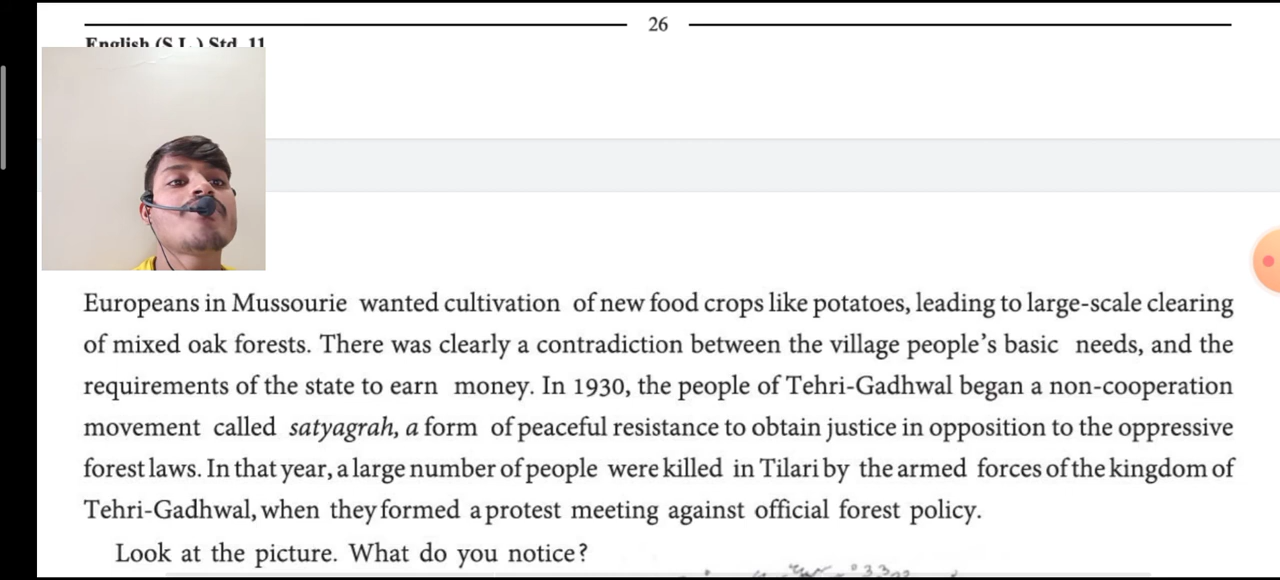 26
English (S.L.) Std. 11
Europeans in Mussourie wanted cultivation of new food crops like potatoes, leading to large-scale clearing
of mixed oak forests. There was clearly a contradiction between the village people's basic needs, and the
requirements of the state to earn money. In 1930, the people of Tehri-Gadhwal began a non-cooperation
movement called satyagrah, a form of peaceful resistance to obtain justice in opposition to the oppressive
forest laws. In that year, a large number of people were killed in Tilari by the armed forces of the kingdom of
Tehri-Gadhwal, when they formed a protest meeting against official forest policy.
Look at the picture. What do you notice?